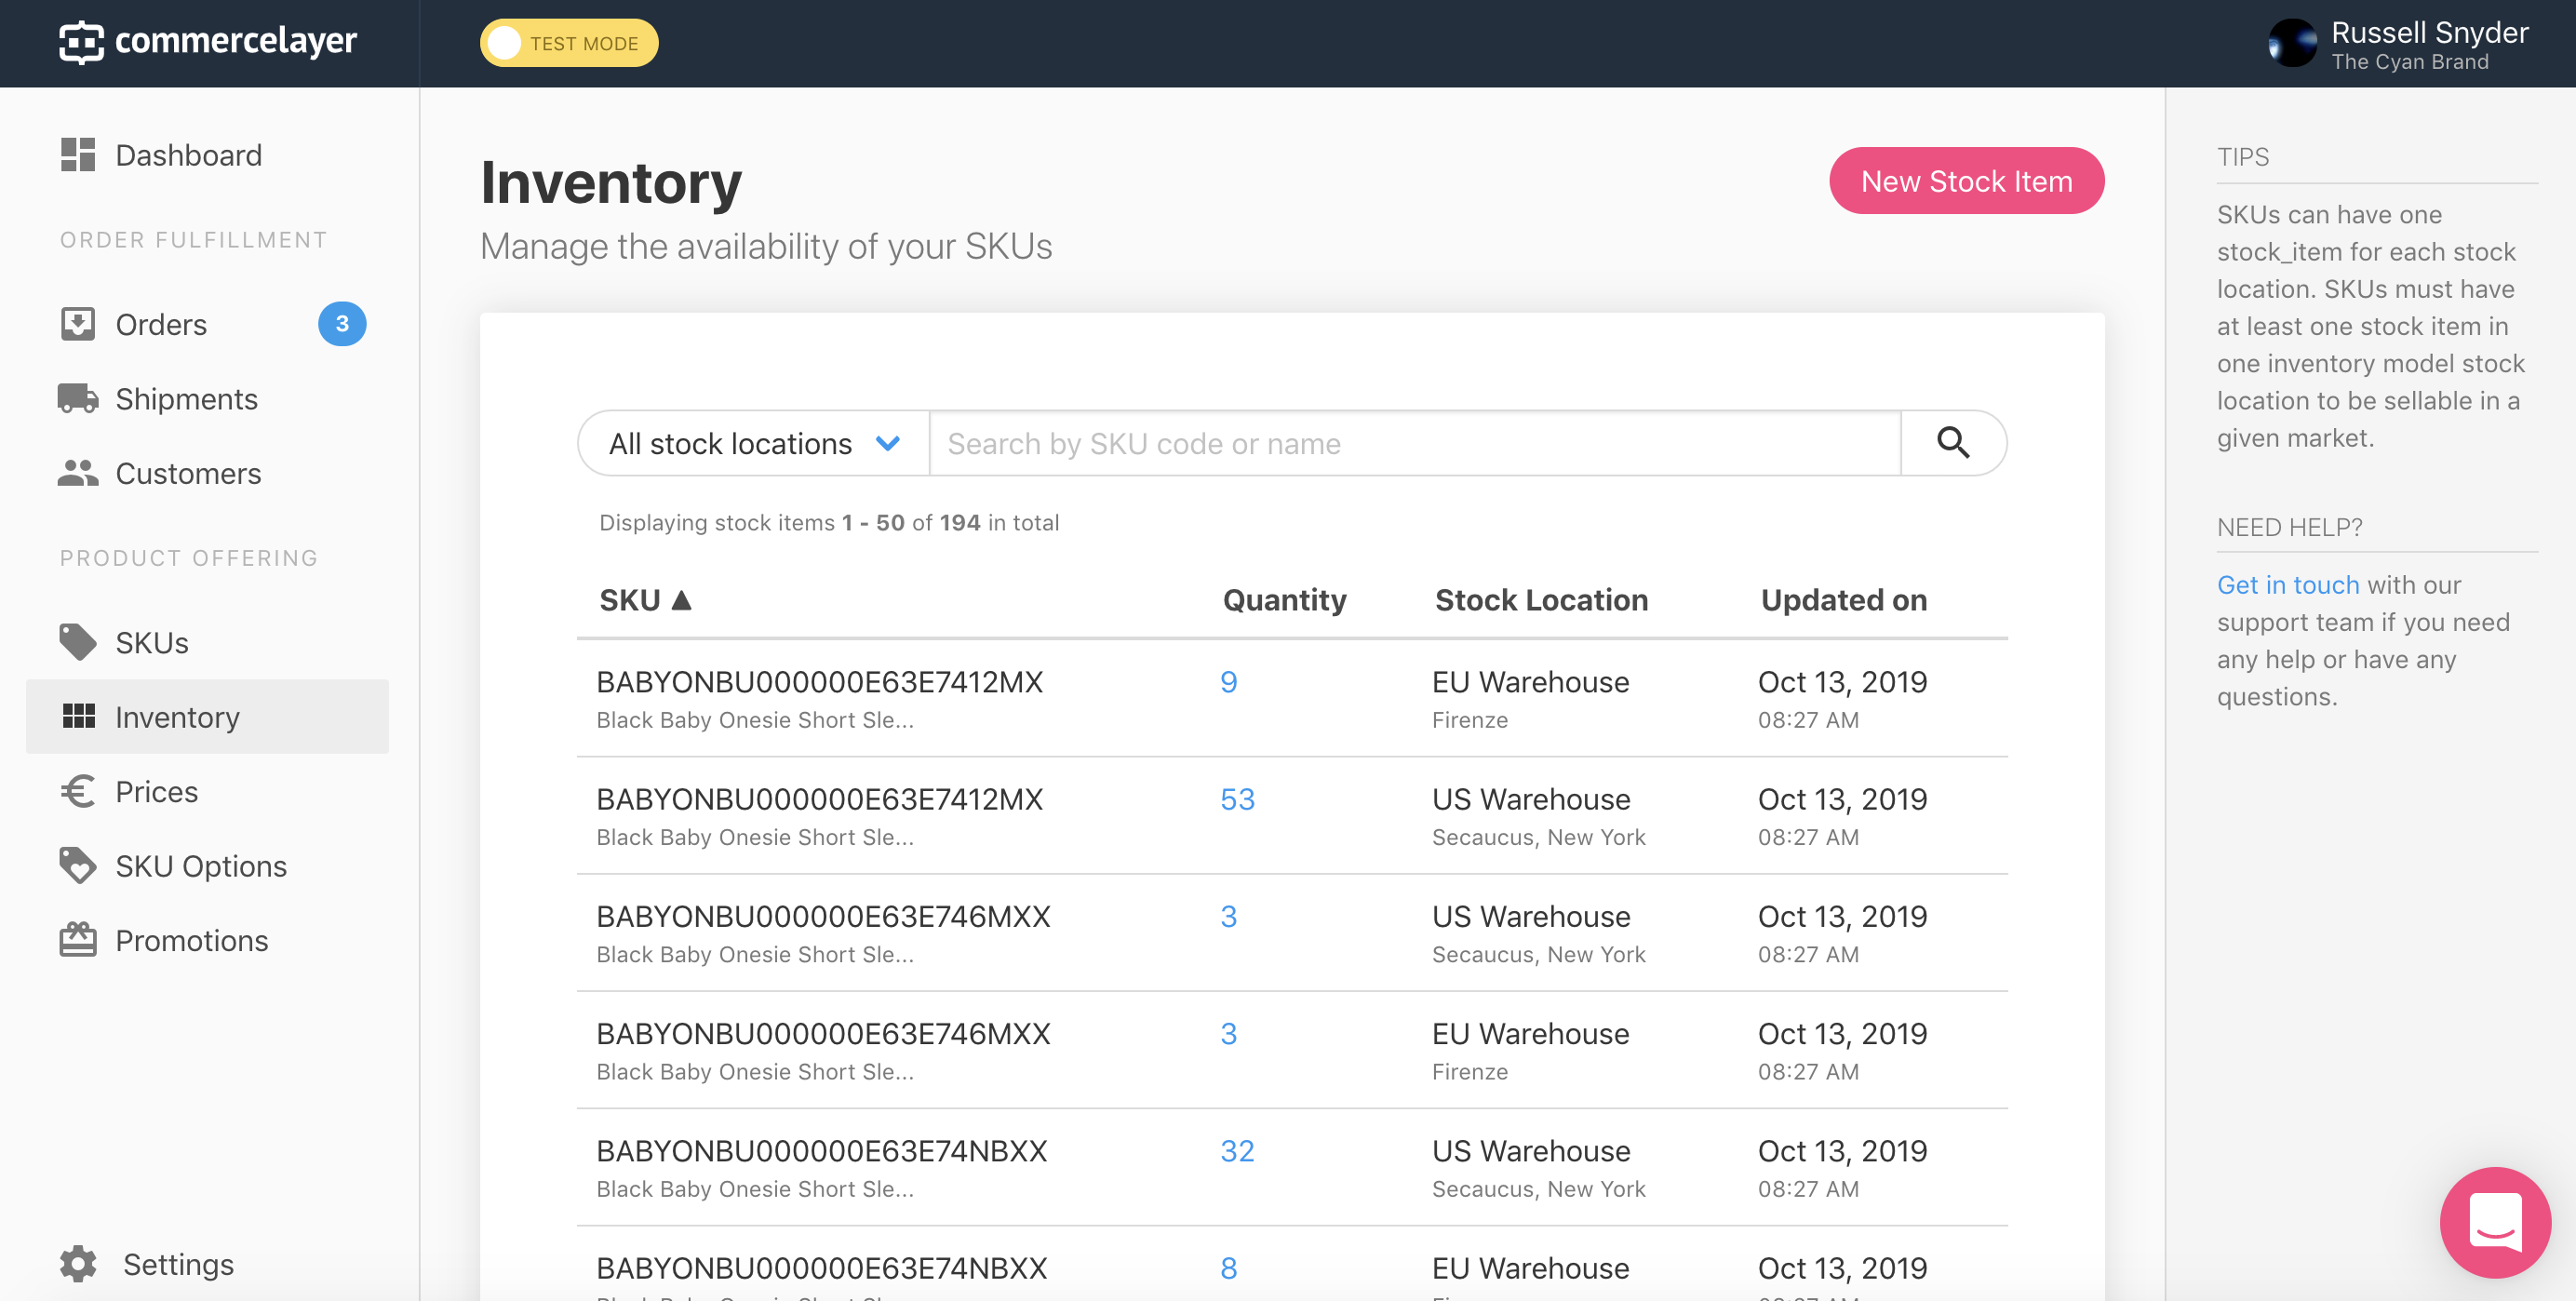 commercelayer
TEST MODE
Russell Snyder
The Cyan Brand
Dashboard
ORDER FULFILLMENT
Orders 3
Shipments
Customers
PRODUCT OFFERING
SKUs
Inventory
Prices
SKU Options
Promotions
Settings
Inventory
Manage the availability of your SKUs
New Stock Item
All stock locations Search by SKU code or name
Displaying stock items 1 - 50 of 194 in total
SKU ▲ Quantity Stock Location Updated on
BABYONBU000000E63E7412MX 9 EU Warehouse Oct 13, 2019
Black Baby Onesie Short Sle... Firenze 08:27 AM
BABYONBU000000E63E7412MX 53 US Warehouse Oct 13, 2019
Black Baby Onesie Short Sle... Secaucus, New York 08:27 AM
BABYONBU000000E63E746MXX 3 US Warehouse Oct 13, 2019
Black Baby Onesie Short Sle... Secaucus, New York 08:27 AM
BABYONBU000000E63E746MXX 3 EU Warehouse Oct 13, 2019
Black Baby Onesie Short Sle... Firenze 08:27 AM
BABYONBU000000E63E74NBXX 32 US Warehouse Oct 13, 2019
Black Baby Onesie Short Sle... Secaucus, New York 08:27 AM
BABYONBU000000E63E74NBXX 8 EU Warehouse Oct 13, 2019
TIPS
SKUs can have one
stock_item for each stock
location. SKUs must have
at least one stock item in
one inventory model stock
location to be sellable in a
given market.
NEED HELP?
Get in touch with our
support team if you need
any help or have any
questions.